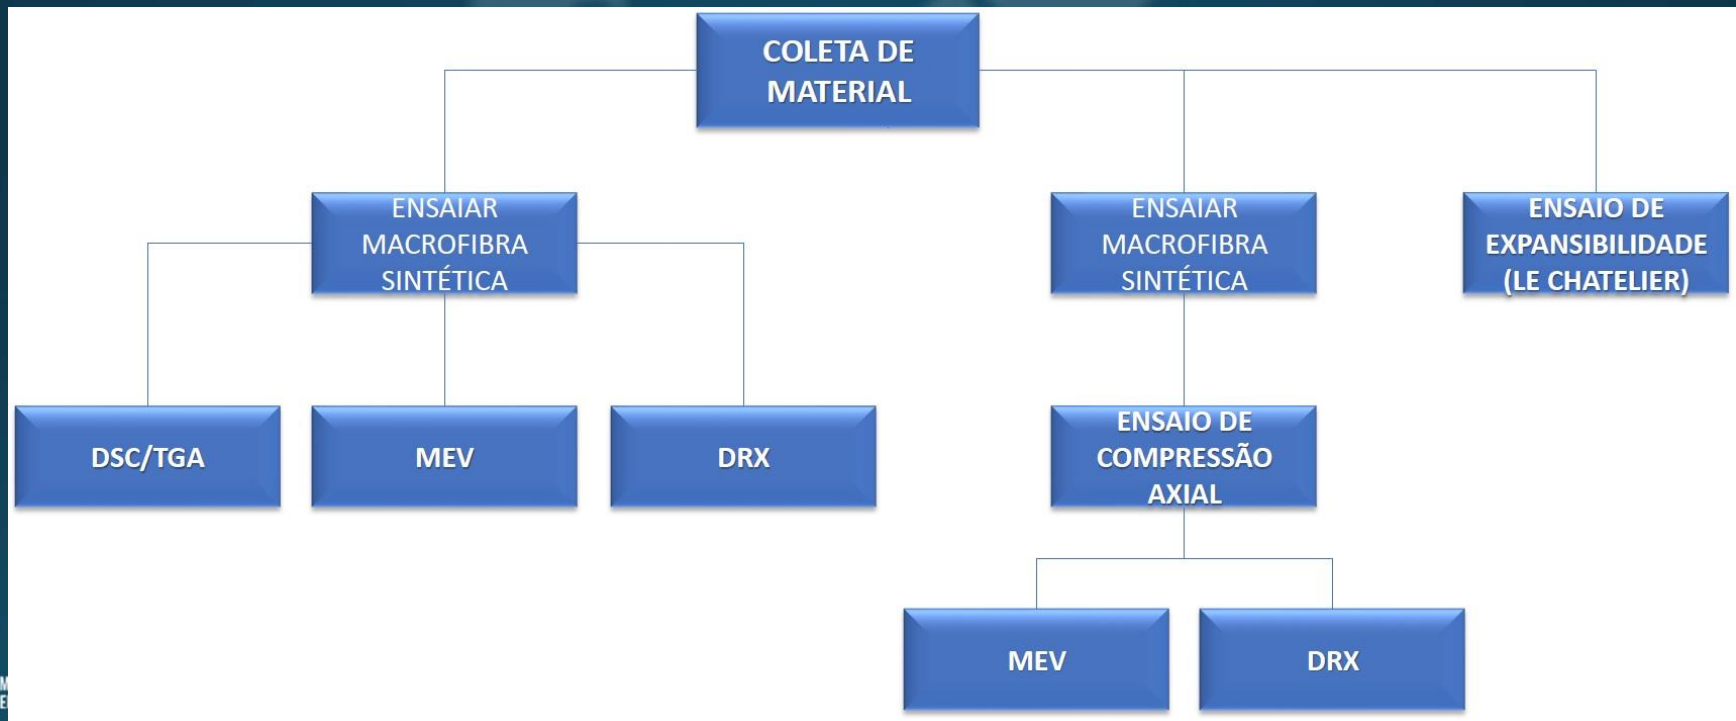 COLETA DE
MATERIAL
ENSAIAR
MACROFIBRA
SINTÉTICA
ENSAIAR
MACROFIBRA
SINTÉTICA
ENSAIO DE
EXPANSIBILIDADE
(LE CHATELIER)
DSC/TGA
MEV
DRX
ENSAIO DE
COMPRESSÃO
AXIAL
MEV
DRX